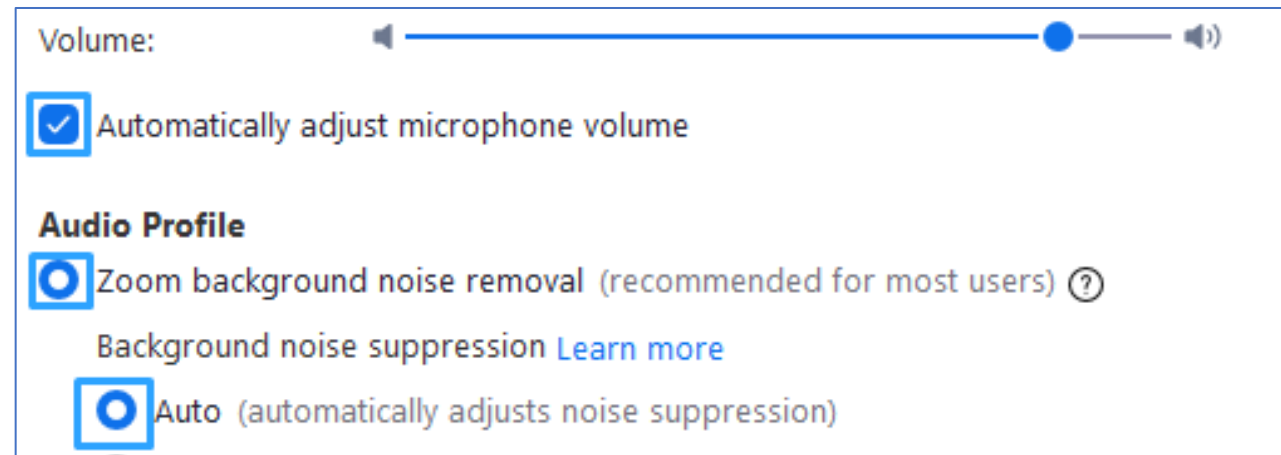 Volume:
Automatically adjust microphone volume
Audio Profile
Zoom background noise removal (recommended for most users) ?
Background noise suppression Learn more
Auto (automatically adjusts noise suppression)